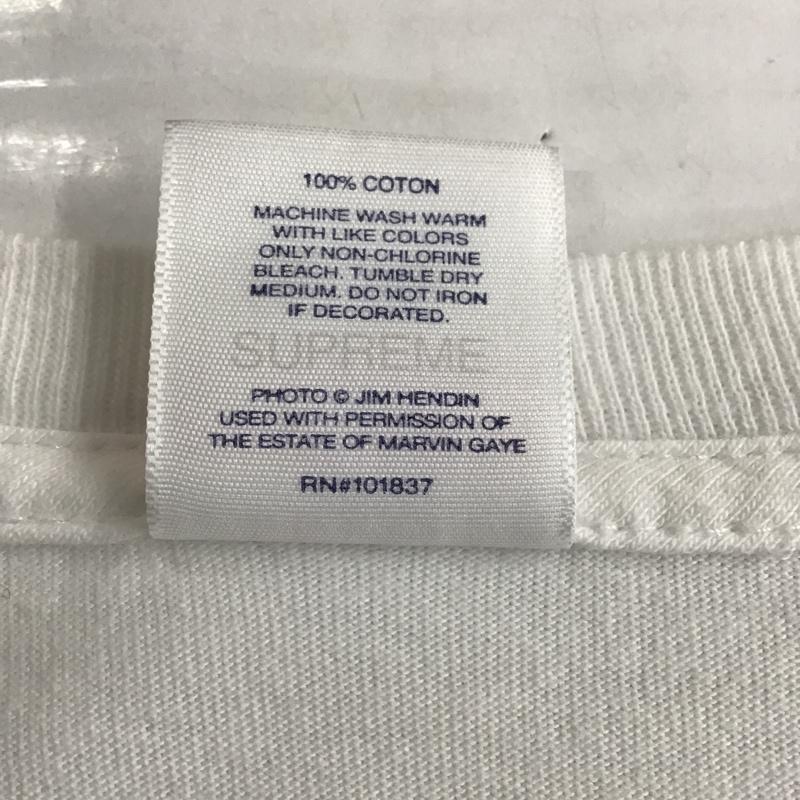 100% COTON
MACHINE WASH WARM
WITH LIKE COLORS
ONLY NON-CHLORINE
BLEACH. TUMBLE DRY
MEDIUM. DO NOT IRON
IF DECORATED.
SUPREME
PHOTO © JIM HENDIN
USED WITH PERMISSION OF
THE ESTATE OF MARVIN GAYE
RN#101837